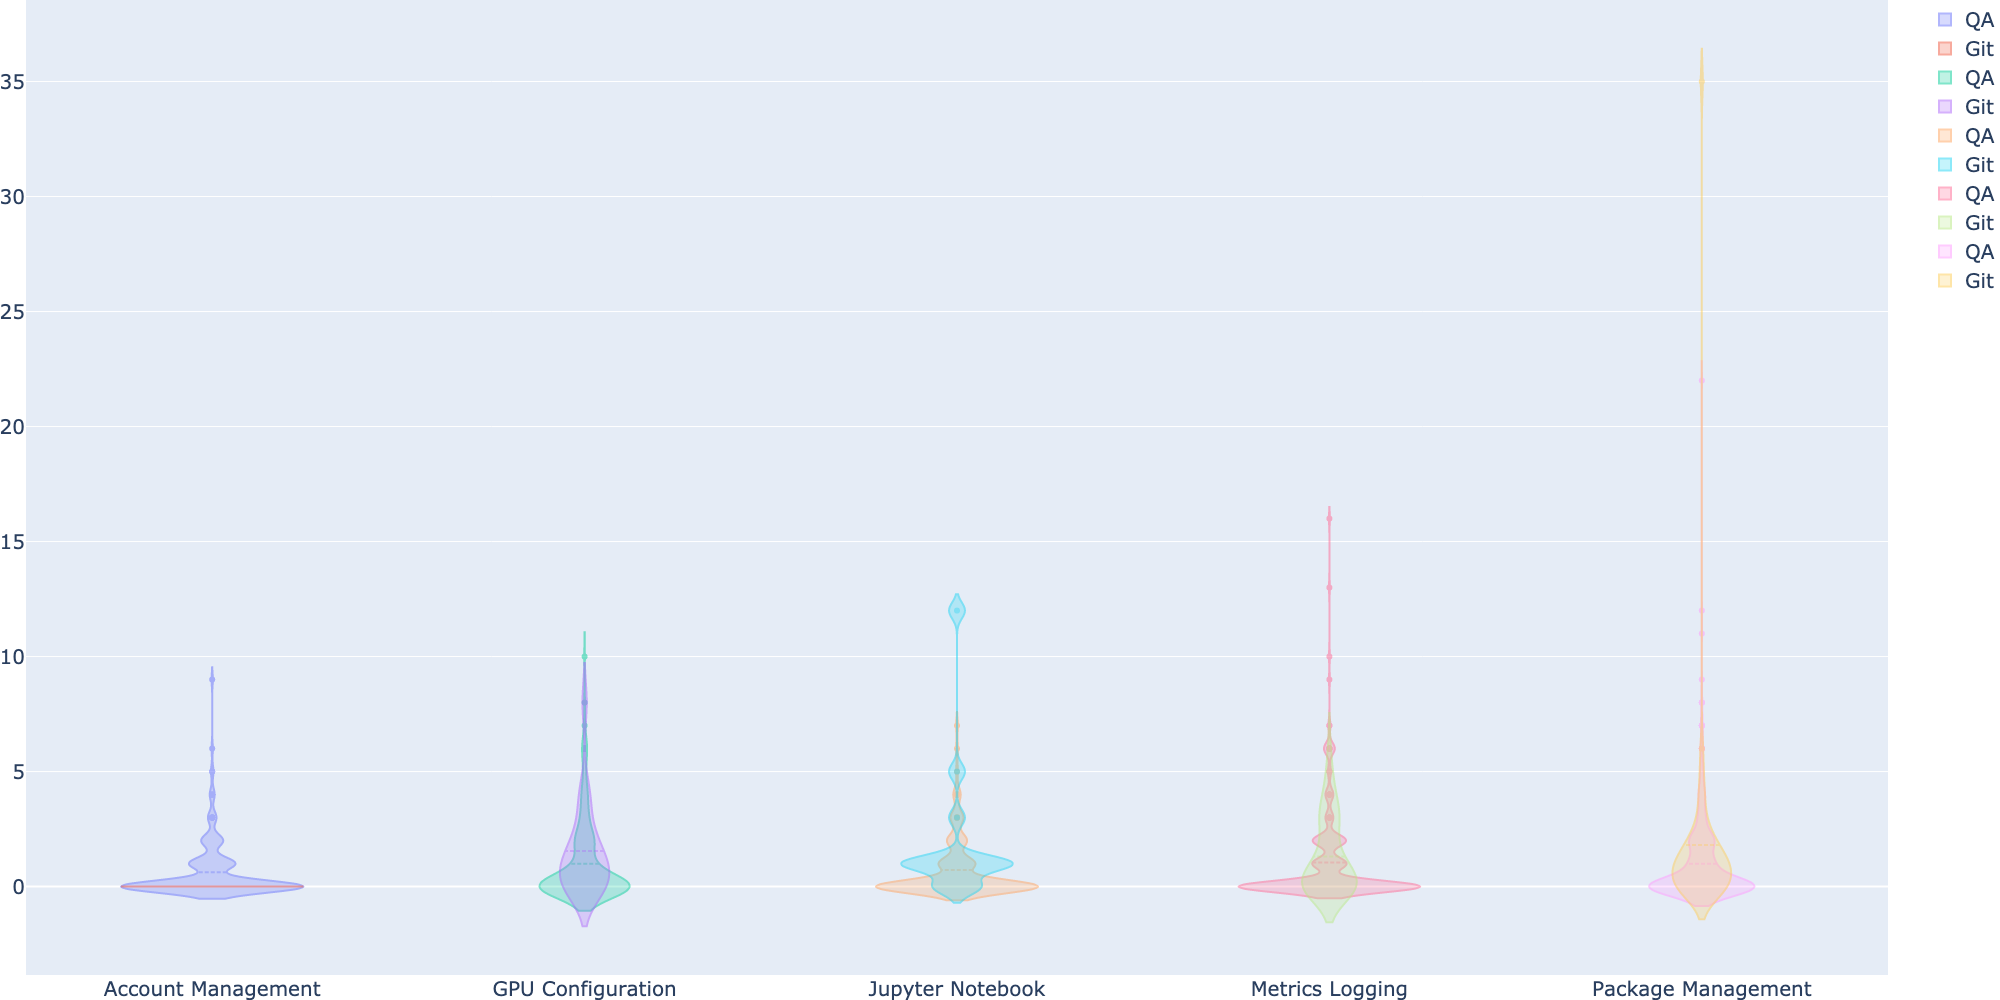 35
30
25
20
15
10
5
0
Account Management
GPU Configuration
Jupyter Notebook
Metrics Logging
Package Management
QA
Git
QA
Git
QA
Git
QA
Git
QA
Git